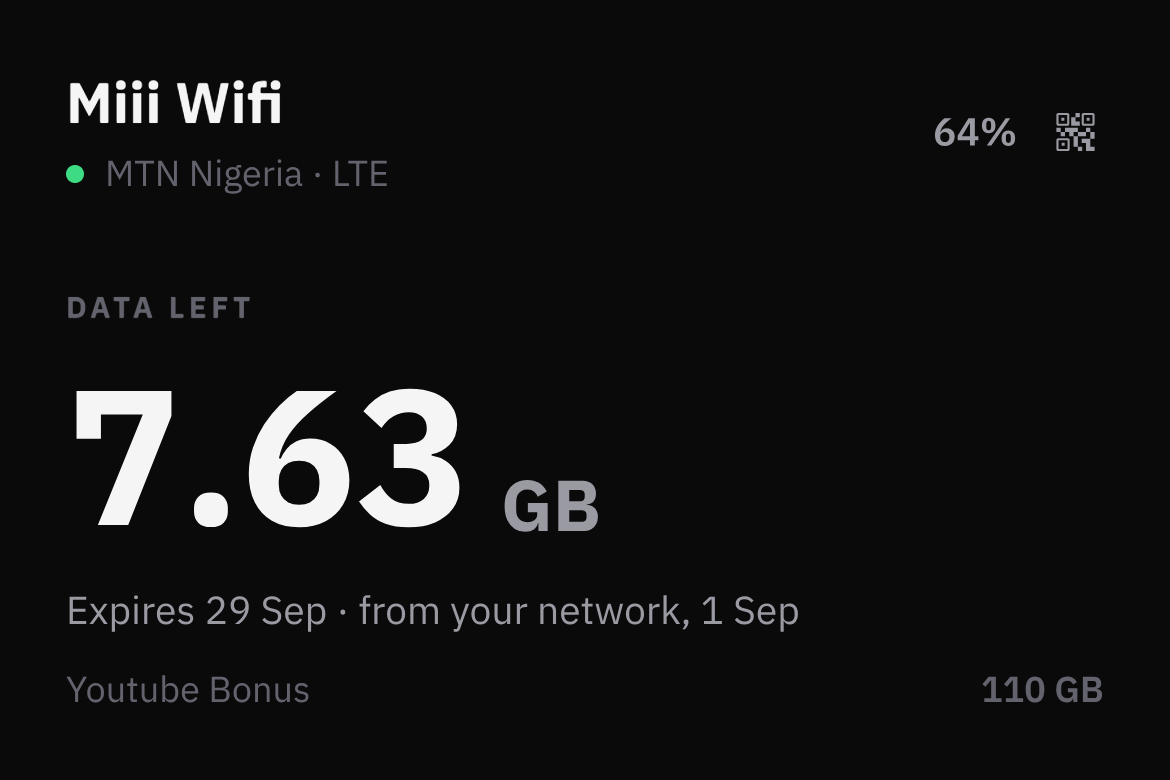 Miii Wifi
64%
MTN Nigeria · LTE
DATA LEFT
7.63 GB
Expires 29 Sep · from your network, 1 Sep
Youtube Bonus 110 GB